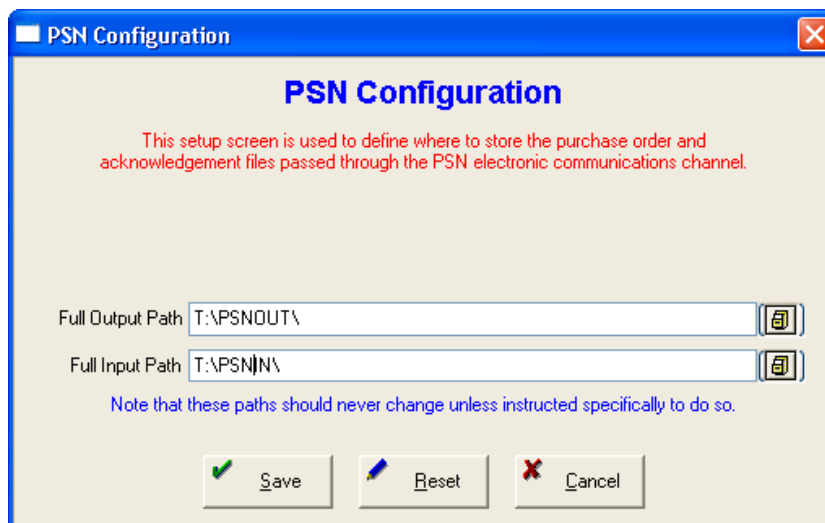 PSN Configuration
PSN Configuration
This setup screen is used to define where to store the purchase order and
acknowledgement files passed through the PSN electronic communications channel.
Full Output Path T:\PSNOUT\
Full Input Path T:\PSNIN\
Note that these paths should never change unless instructed specifically to do so.
Save Reset Cancel